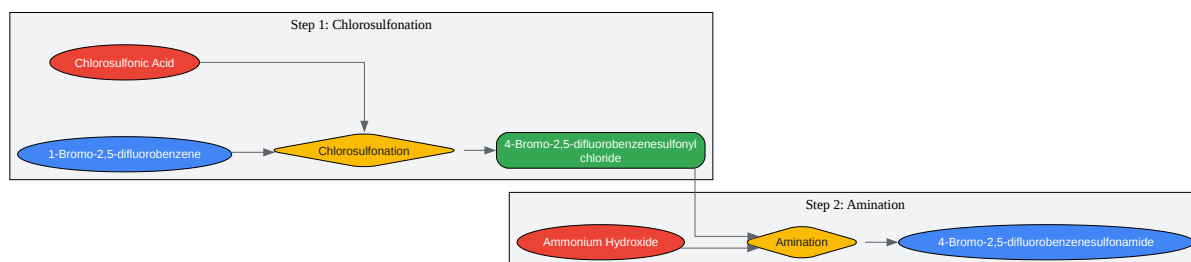 Step 1: Chlorosulfonation
Chlorosulfonic Acid
1-Bromo-2,5-difluorobenzene
Chlorosulfonation
4-Bromo-2,5-difluorobenzenesulfonyl
chloride
Step 2: Amination
Ammonium Hydroxide
Amination
4-Bromo-2,5-difluorobenzenesulfonamide